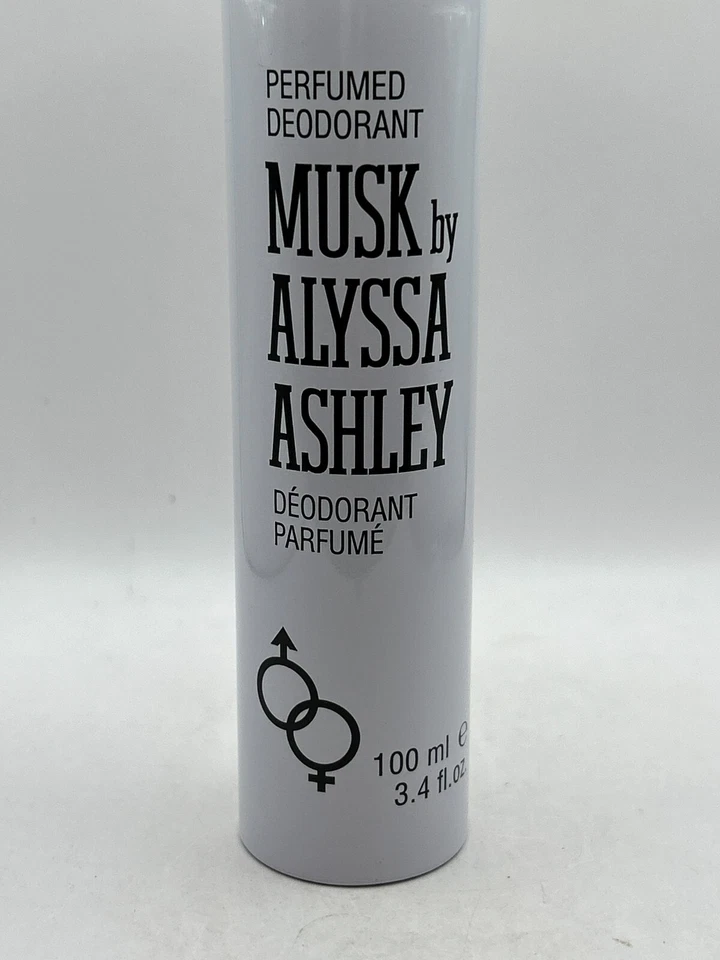 PERFUMED
DEODORANT
MUSK by
ALYSSA
ASHLEY
DÉODORANT
PARFUMÉ
100 ml ℮
3.4 fl.oz.